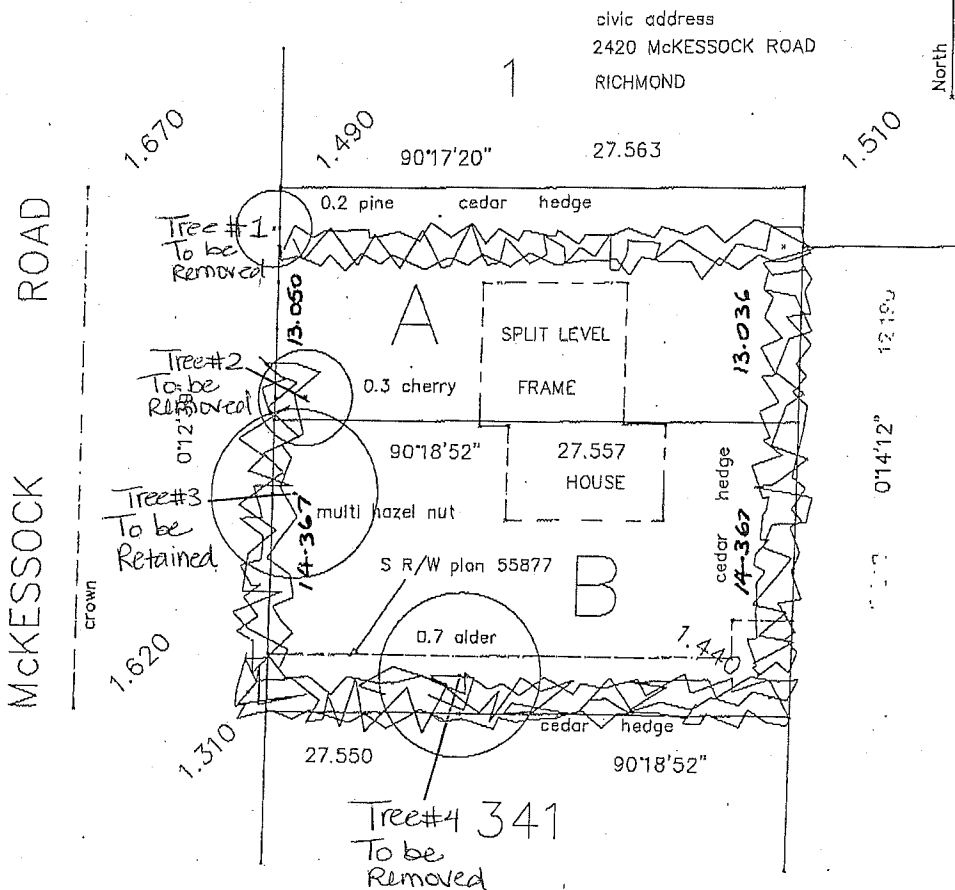 civic address
2420 McKESSOCK ROAD
RICHMOND
North
1
1.670
1.490
90°17'20"
27.563
1.510
McKESSOCK ROAD
crown
0.2 pine
cedar hedge
Tree #1
To be
Removed
13.050
A
SPLIT LEVEL
FRAME
13.036
Tree#2
To be
Removed
0.3 cherry
90°18'52"
27.557
HOUSE
0°14'12"
Tree#3
To be
Retained
multi hazel nut
14.367
S R/W plan 55877
B
cedar hedge
14.367
0.7 alder
1.440
1.620
1.310
27.550
cedar hedge
90°18'52"
Tree#4
To be
Removed
341